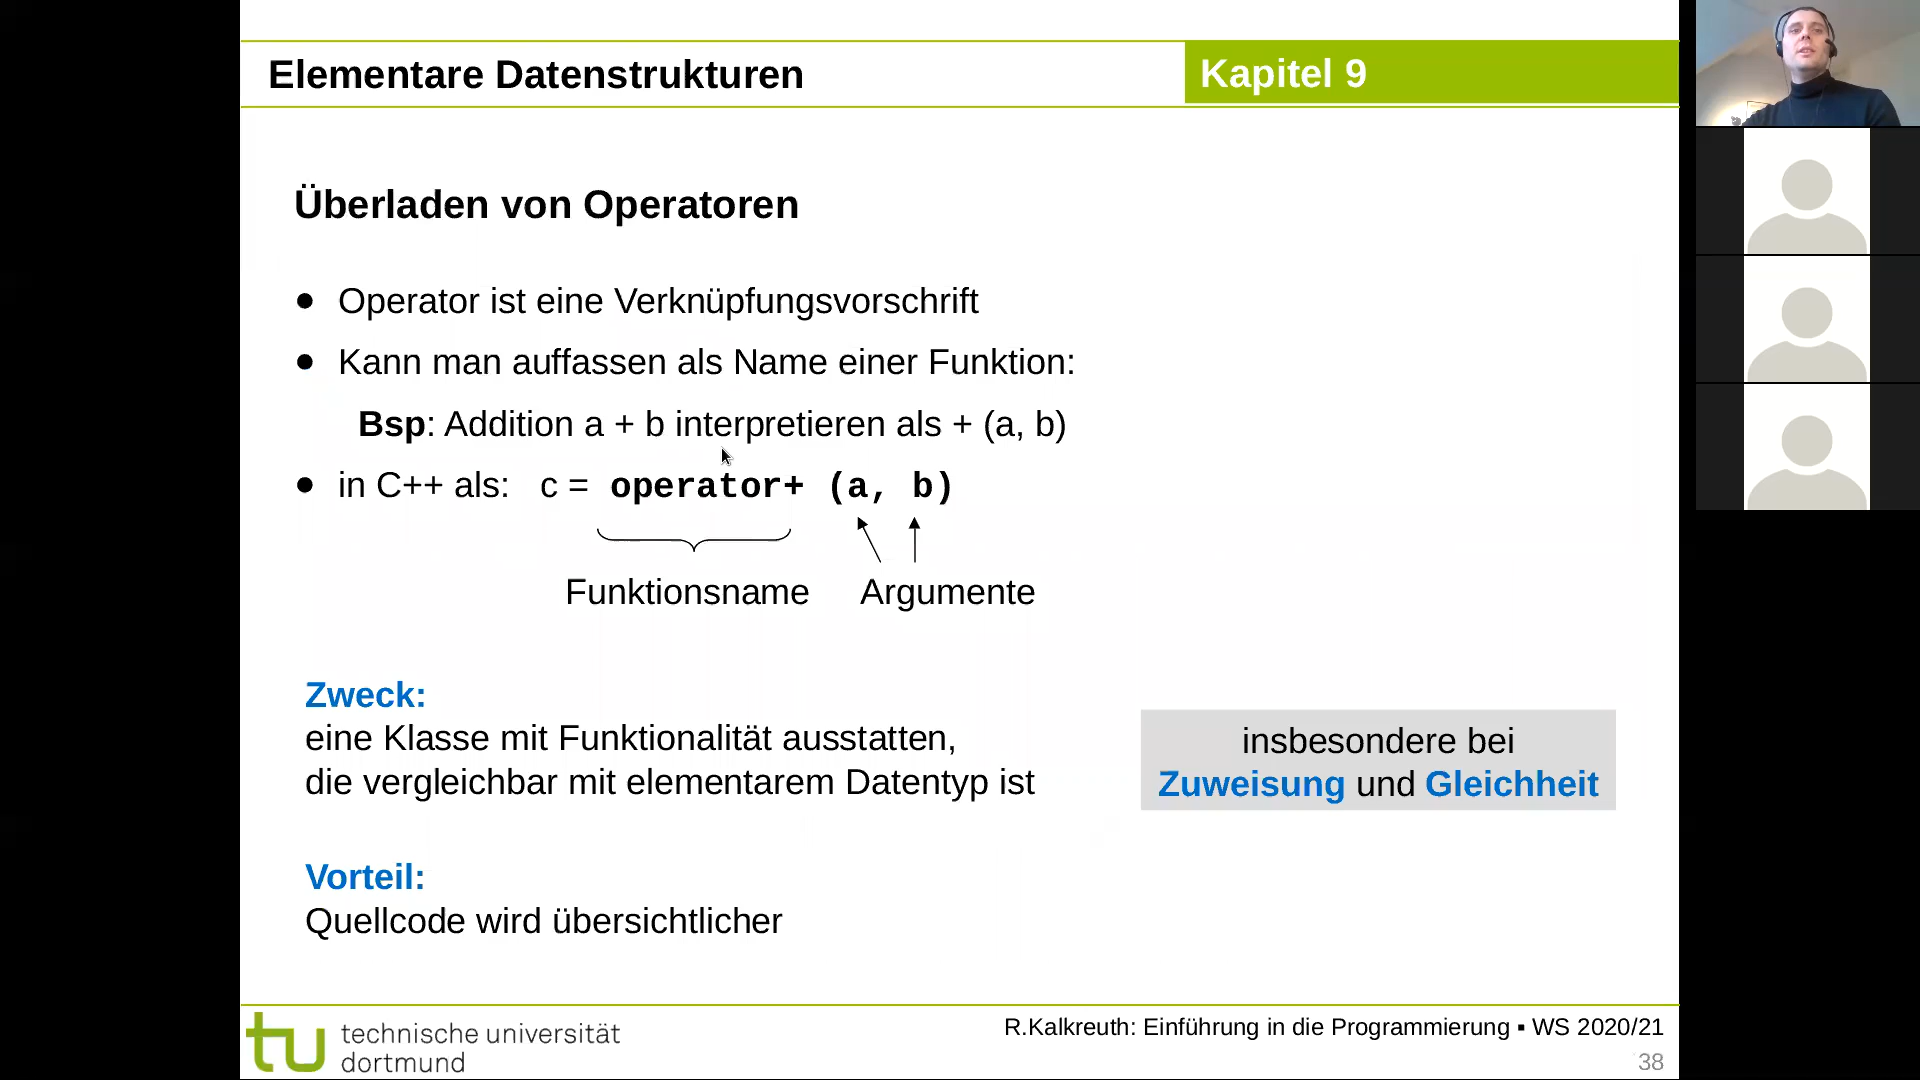 Elementare Datenstrukturen
Kapitel 9
Überladen von Operatoren
● Operator ist eine Verknüpfungsvorschrift
● Kann man auffassen als Name einer Funktion:
Bsp: Addition a + b interpretieren als + (a, b)
● in C++ als: c = operator+ (a, b)
Funktionsname Argumente
Zweck:
eine Klasse mit Funktionalität ausstatten,
die vergleichbar mit elementarem Datentyp ist
insbesondere bei
Zuweisung und Gleichheit
Vorteil:
Quellcode wird übersichtlicher
tu technische universität
dortmund
R.Kalkreuth: Einführung in die Programmierung ▪ WS 2020/21
38